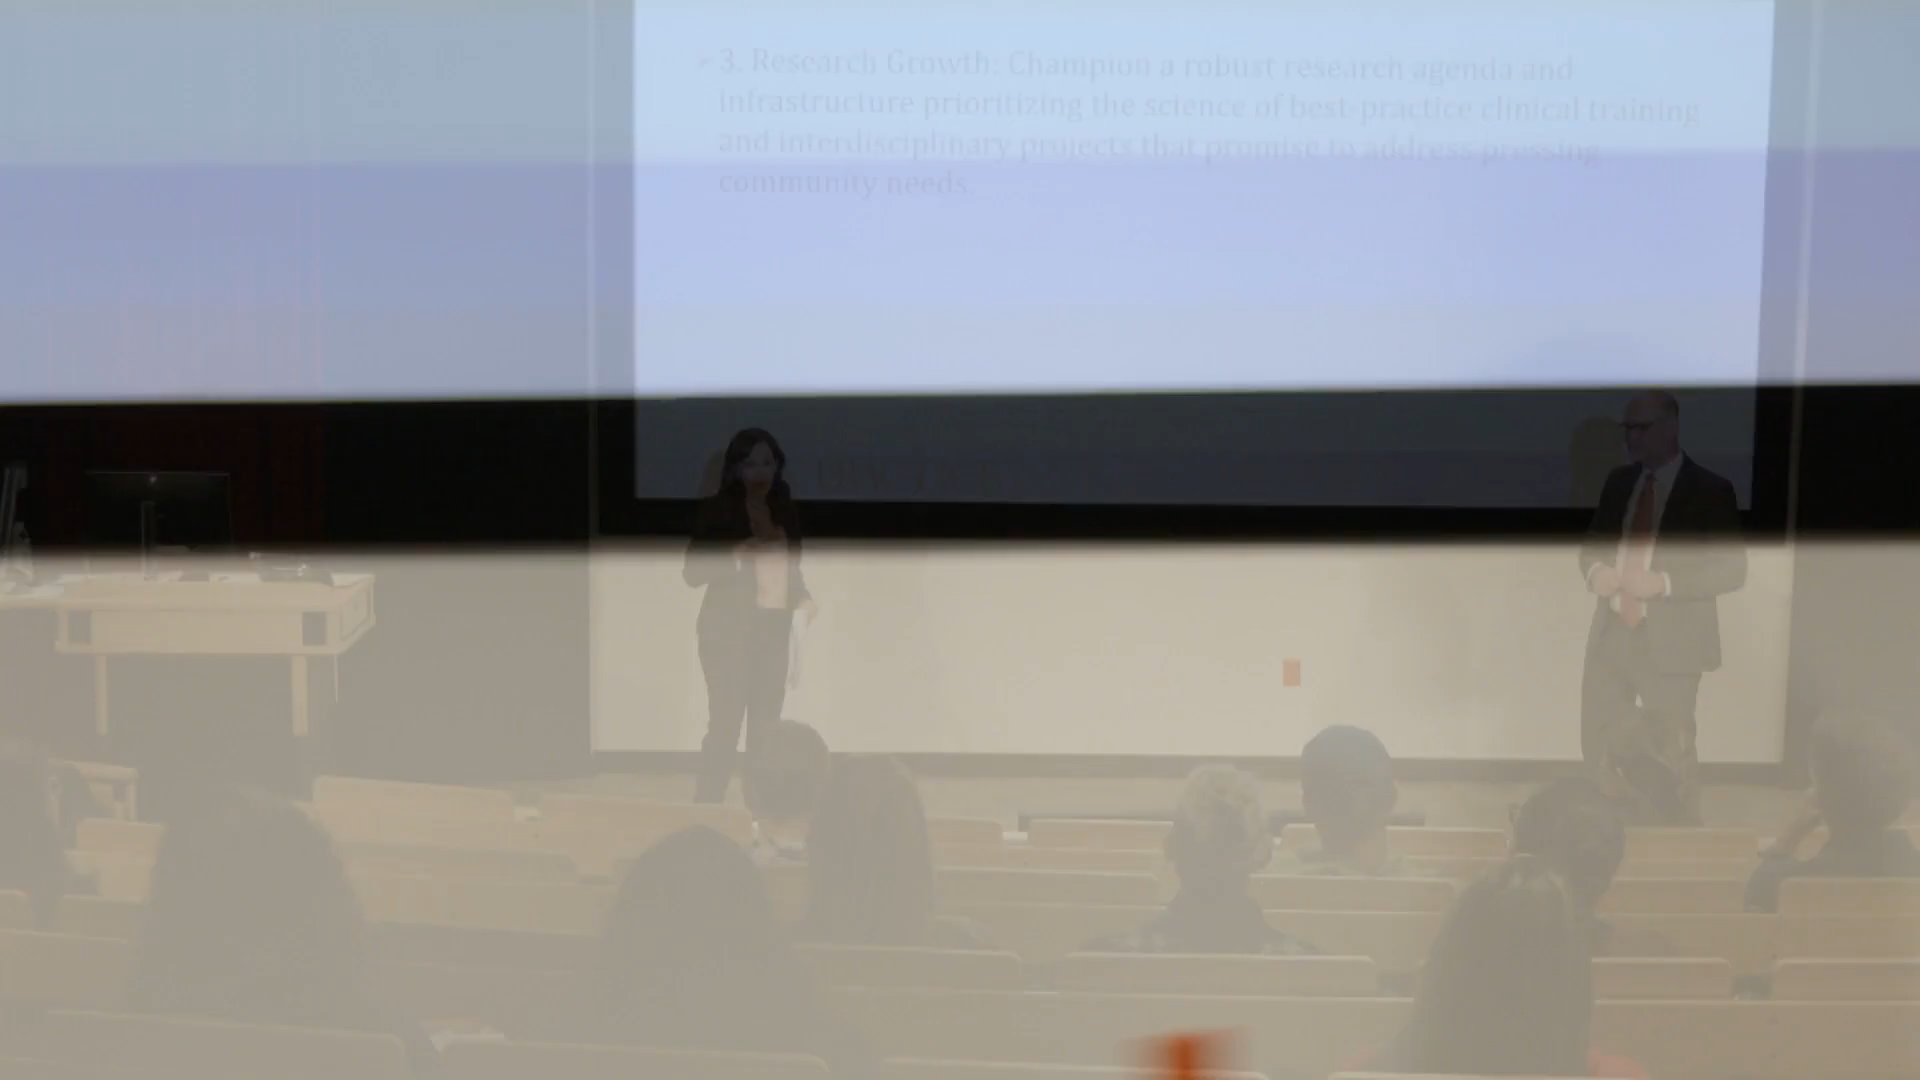 3. Research Growth: Champion a robust research agenda and
infrastructure prioritizing the science of best-practice clinical training
and interdisciplinary projects that promise to address pressing
community needs.